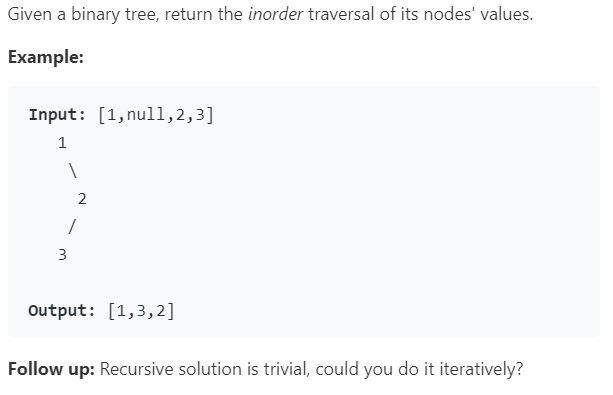 Given a binary tree, return the inorder traversal of its nodes' values.
Example:
Input: [1,null,2,3]
1
\
2
/
3
Output: [1,3,2]
Follow up: Recursive solution is trivial, could you do it iteratively?